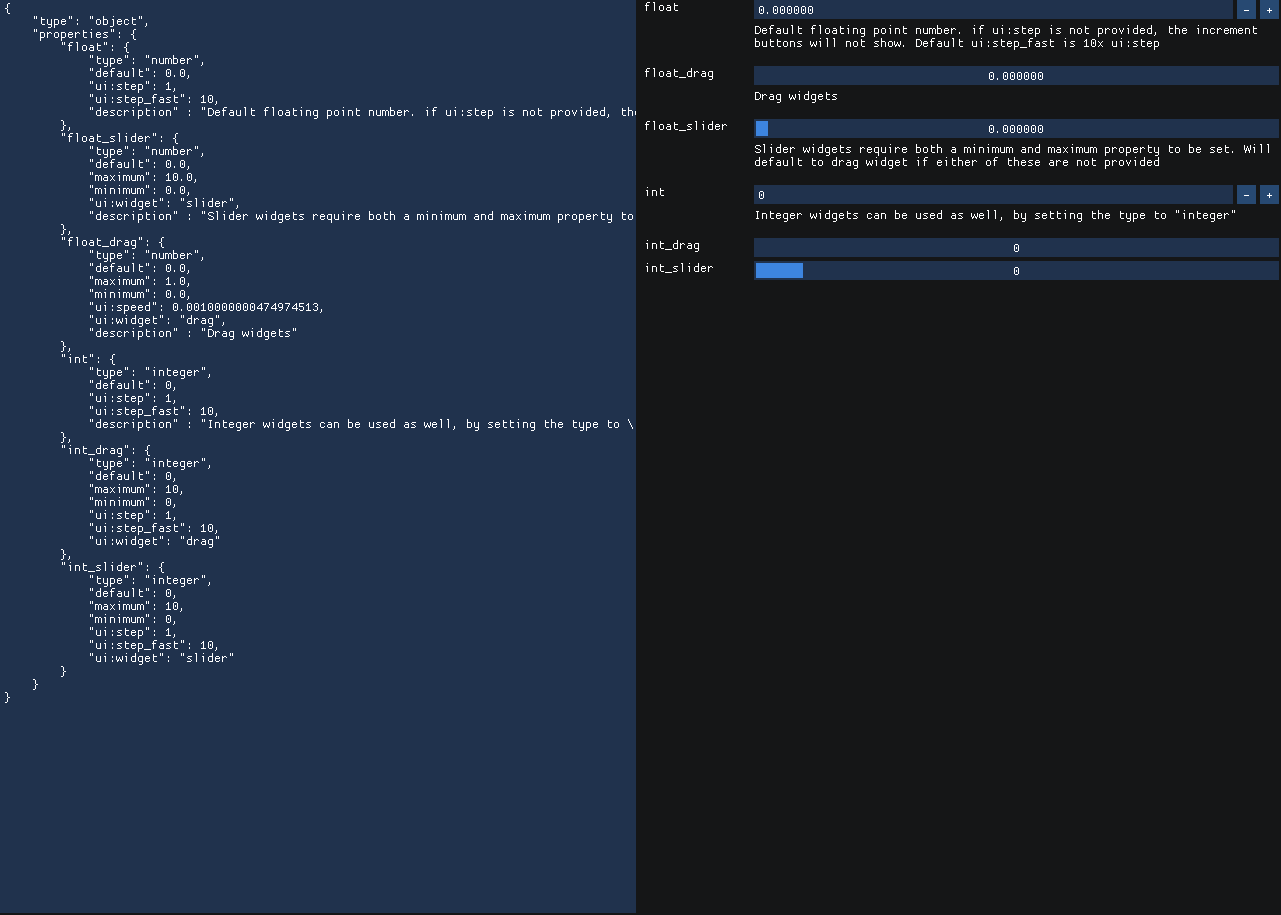 {
    "type": "object",
    "properties": {
        "float": {
            "type": "number",
            "default": 0.0,
            "ui:step": 1,
            "ui:step_fast": 10,
            "description" : "Default floating point number. if ui:step is not provided, the
        },
        "float_slider": {
            "type": "number",
            "default": 0.0,
            "maximum": 10.0,
            "minimum": 0.0,
            "ui:widget": "slider",
            "description" : "Slider widgets require both a minimum and maximum property to
        },
        "float_drag": {
            "type": "number",
            "default": 0.0,
            "maximum": 1.0,
            "minimum": 0.0,
            "ui:speed": 0.0010000000474974513,
            "ui:widget": "drag",
            "description" : "Drag widgets"
        },
        "int": {
            "type": "integer",
            "default": 0,
            "ui:step": 1,
            "ui:step_fast": 10,
            "description" : "Integer widgets can be used as well, by setting the type to \
        },
        "int_drag": {
            "type": "integer",
            "default": 0,
            "maximum": 10,
            "minimum": 0,
            "ui:step": 1,
            "ui:step_fast": 10,
            "ui:widget": "drag"
        },
        "int_slider": {
            "type": "integer",
            "default": 0,
            "maximum": 10,
            "minimum": 0,
            "ui:step": 1,
            "ui:step_fast": 10,
            "ui:widget": "slider"
        }
    }
}
float 0.000000 - +
Default floating point number. if ui:step is not provided, the increment
buttons will not show. Default ui:step_fast is 10x ui:step
float_drag 0.000000
Drag widgets
float_slider 0.000000
Slider widgets require both a minimum and maximum property to be set. Will
default to drag widget if either of these are not provided
int 0 - +
Integer widgets can be used as well, by setting the type to "integer"
int_drag 0
int_slider 0